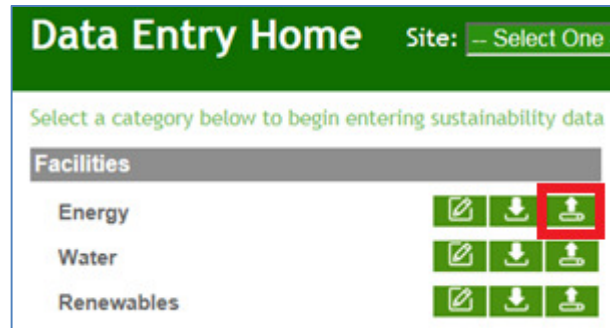 Data Entry Home Site: -- Select One
Select a category below to begin entering sustainability data
Facilities
Energy
Water
Renewables